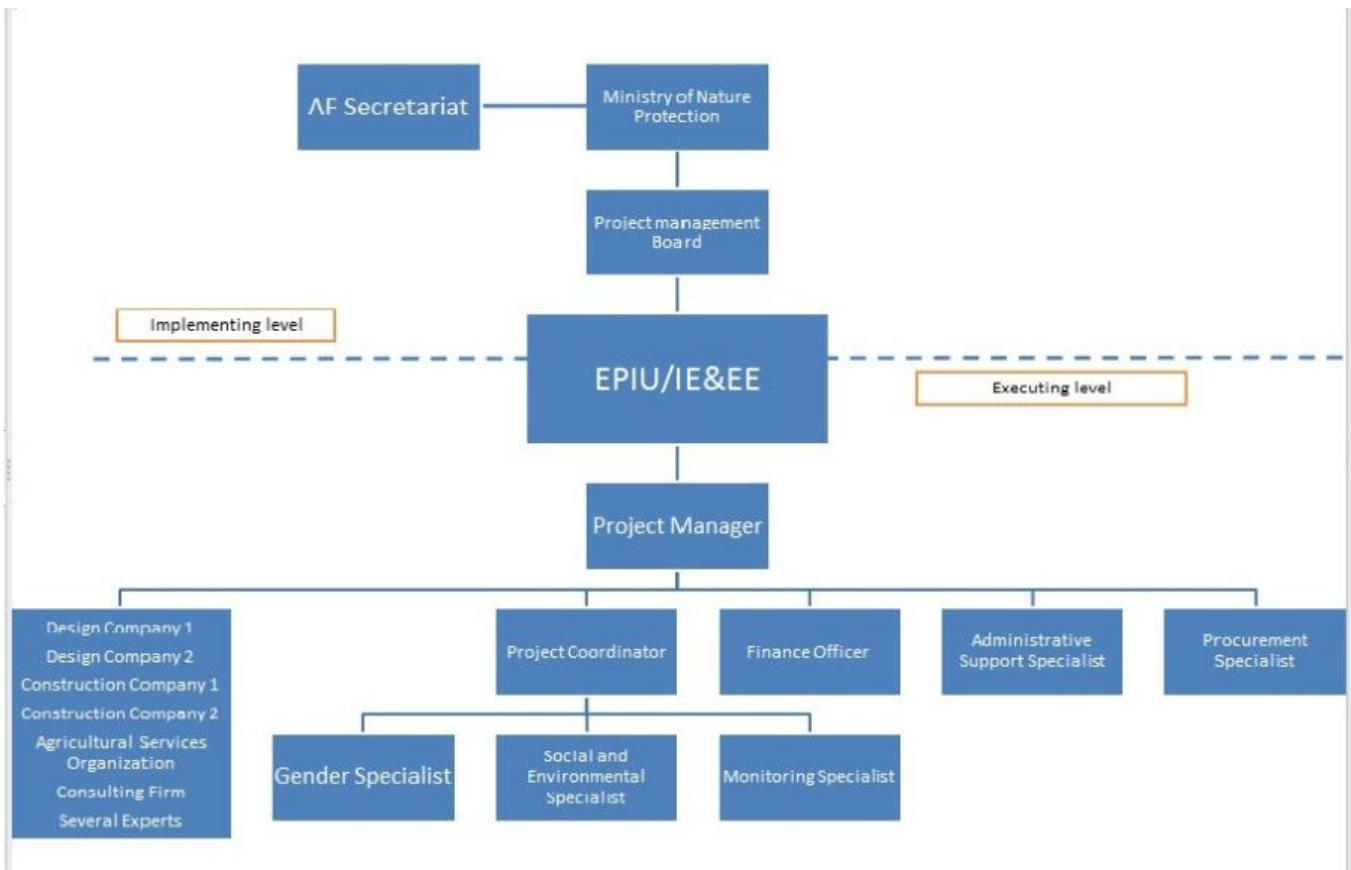 AF Secretariat
Ministry of Nature
Protection
Project management
Board
Implementing level
EPIU/IE&EE
Executing level
Project Manager
Design Company 1
Design Company 2
Construction Company 1
Construction Company 2
Agricultural Services
Organization
Consulting Firm
Several Experts
Project Coordinator
Finance Officer
Administrative
Support Specialist
Procurement
Specialist
Gender Specialist
Social and
Environmental
Specialist
Monitoring Specialist